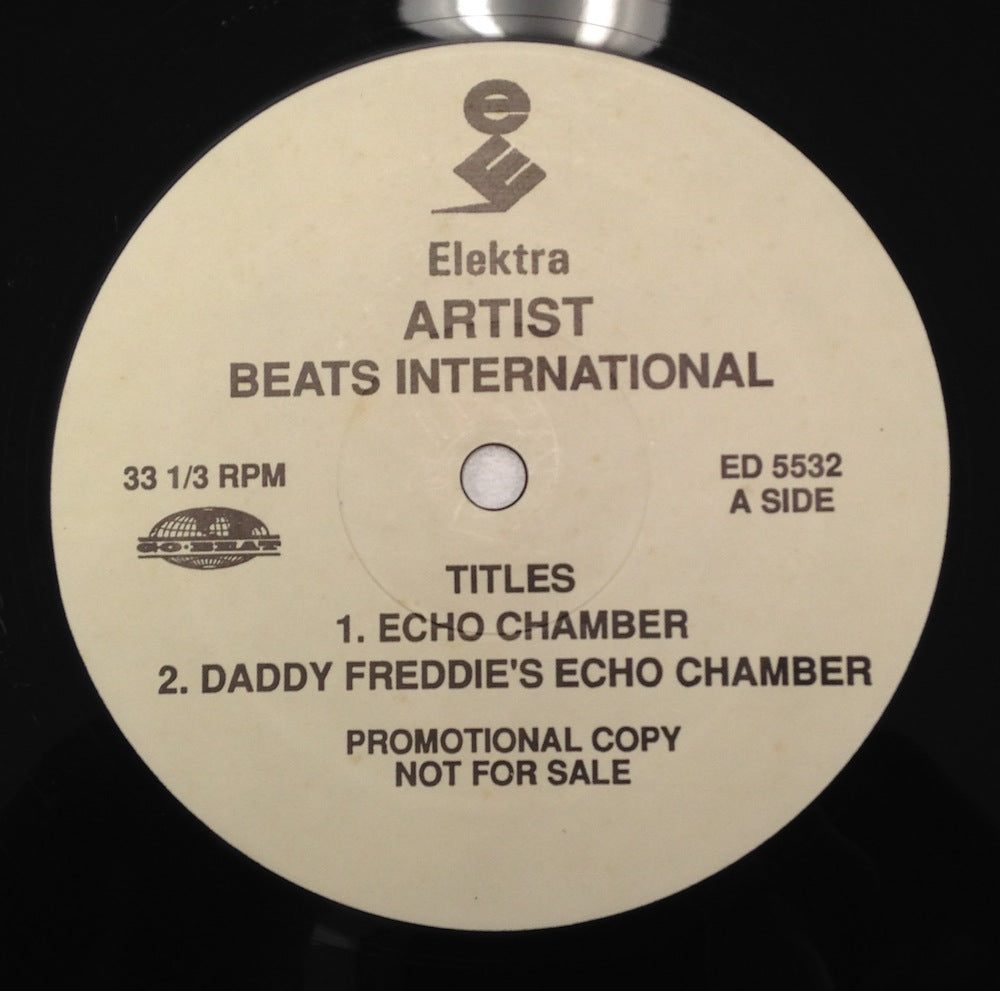 e
Elektra
ARTIST
BEATS INTERNATIONAL
33 1/3 RPM
GO·BEAT
ED 5532
A SIDE
TITLES
1. ECHO CHAMBER
2. DADDY FREDDIE'S ECHO CHAMBER
PROMOTIONAL COPY
NOT FOR SALE